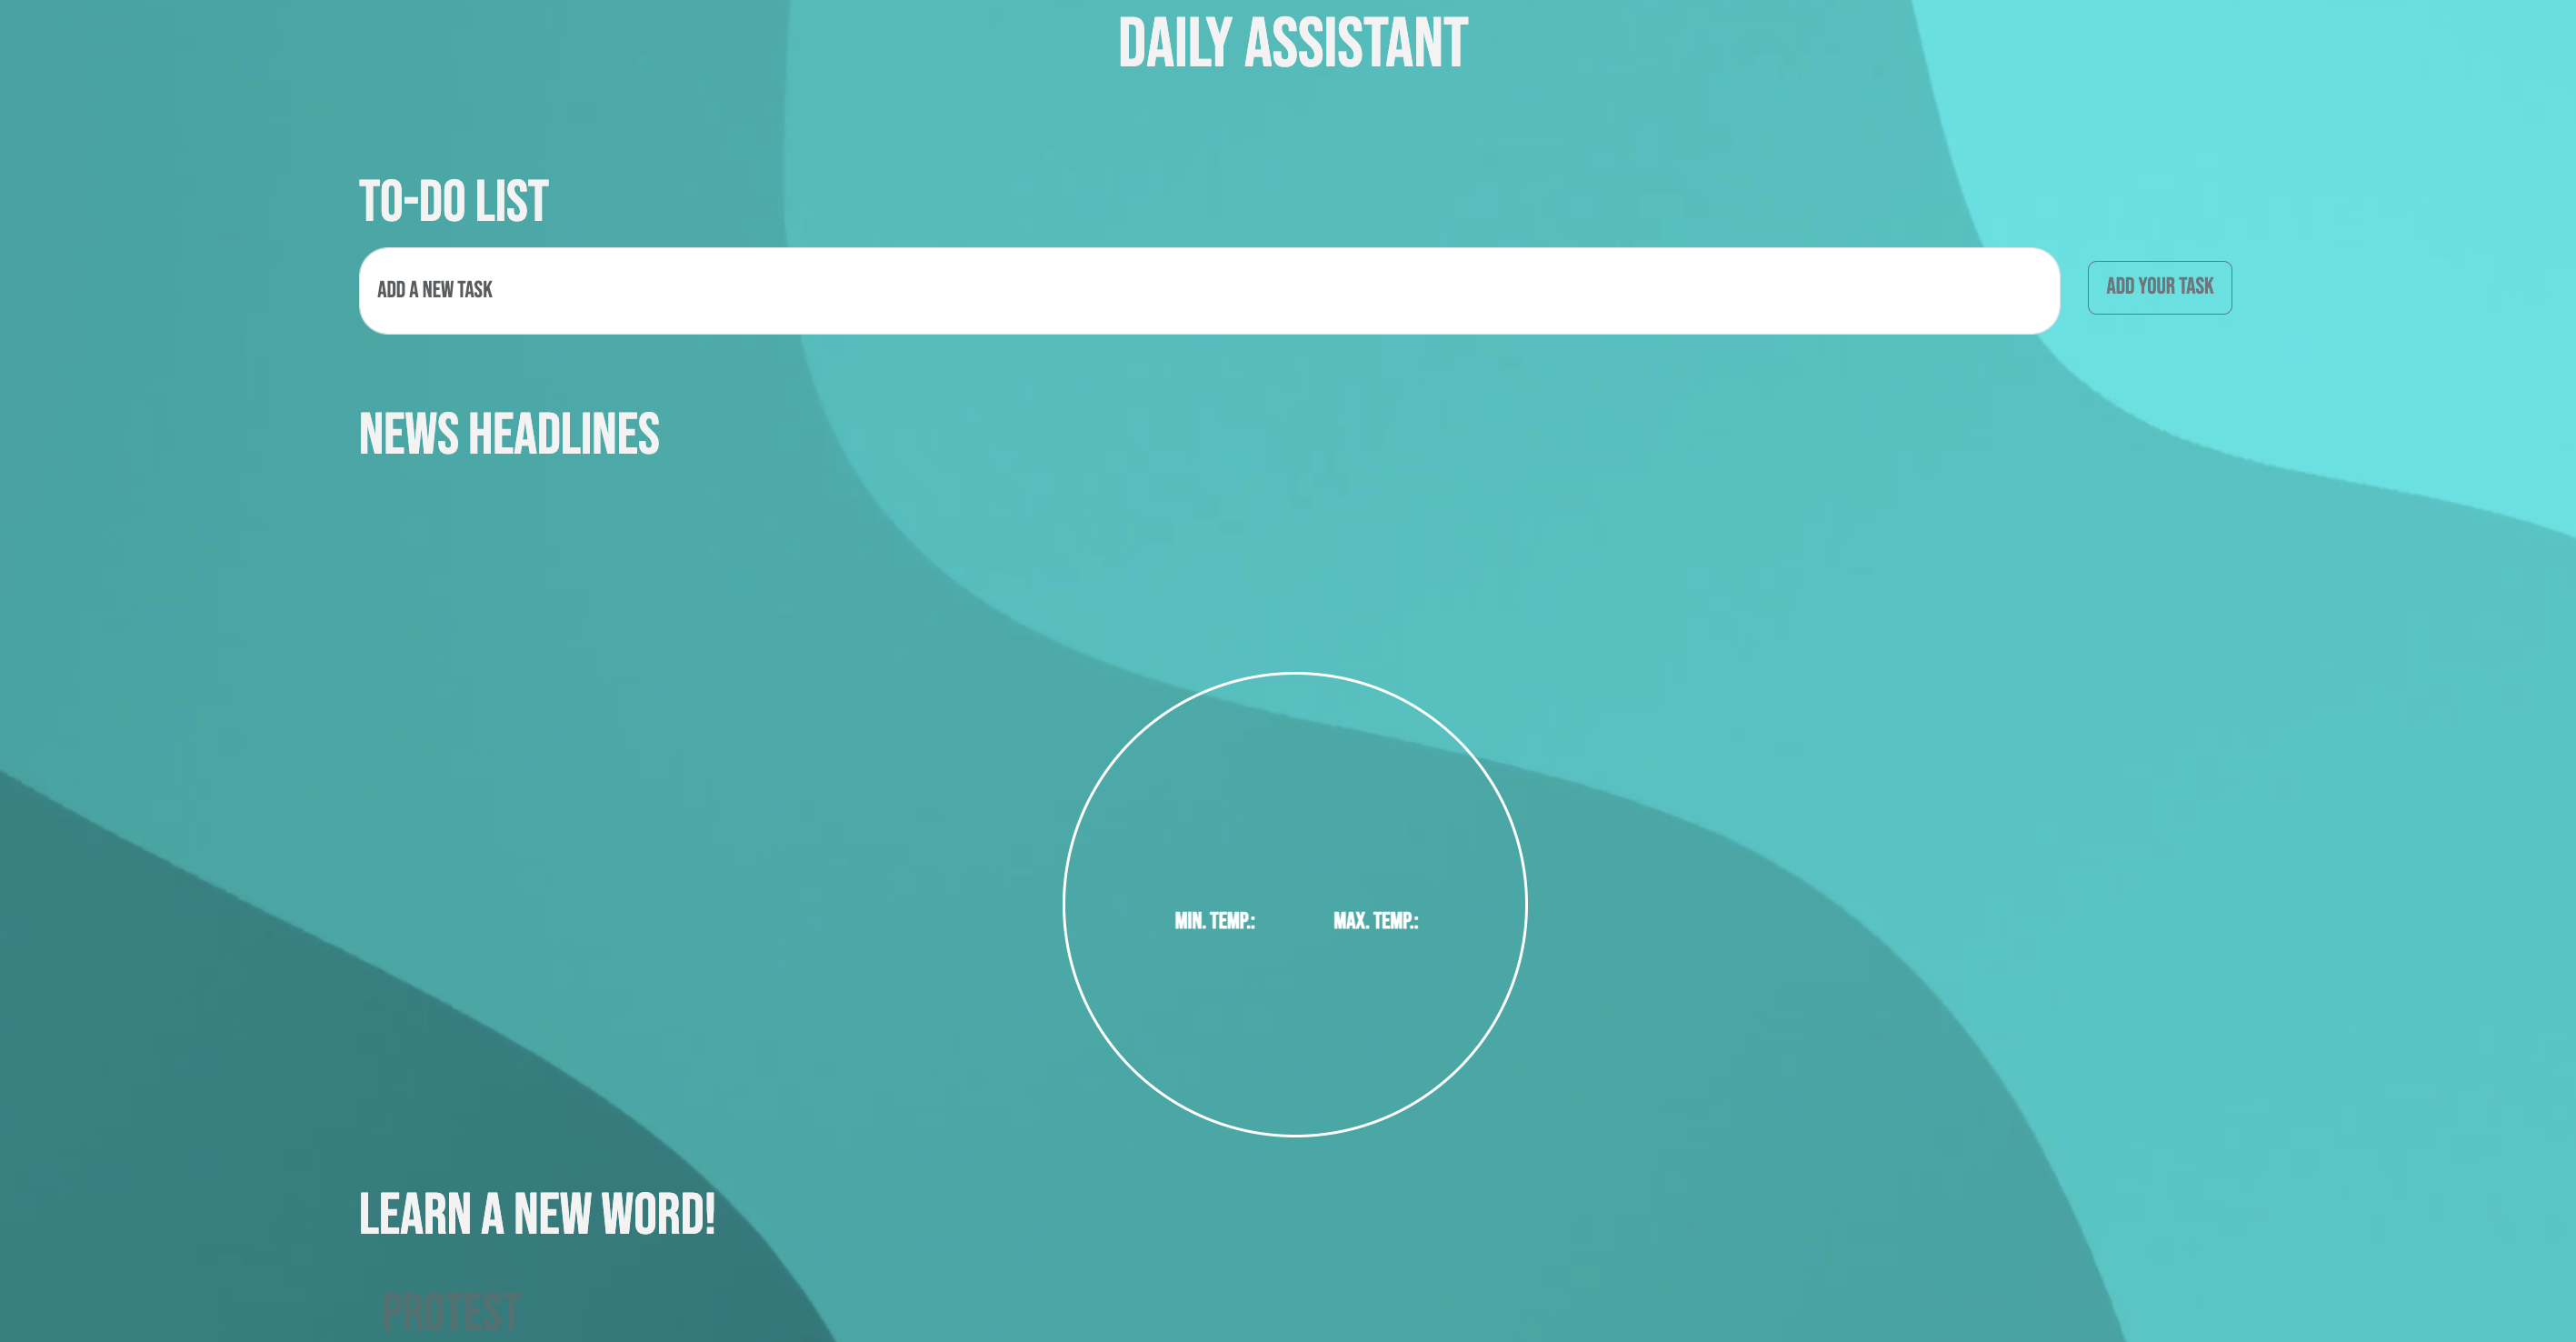 DAILY ASSISTANT
TO-DO LIST
ADD A NEW TASK
ADD YOUR TASK
NEWS HEADLINES
MIN. TEMP.: MAX. TEMP.:
LEARN A NEW WORD!
PROTEST